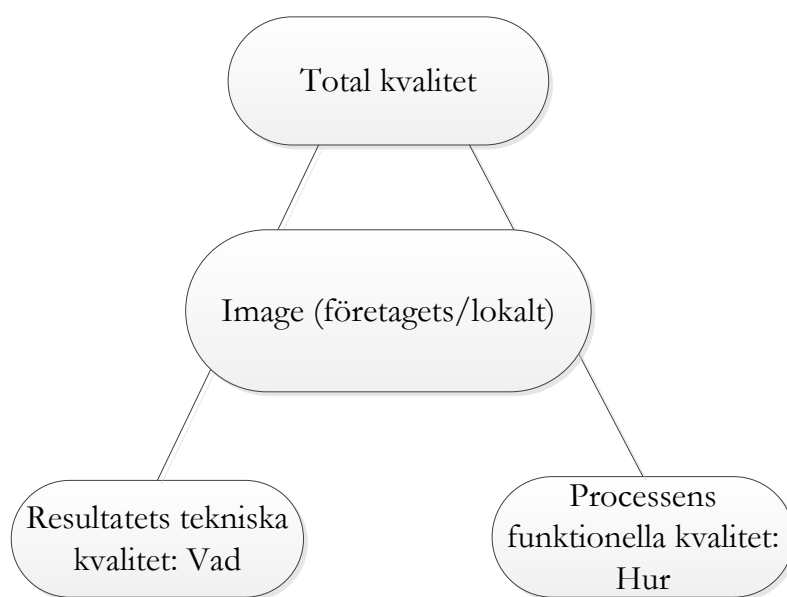 Total kvalitet
Image (företagets/lokalt)
Resultatets tekniska
kvalitet: Vad
Processens
funktionella kvalitet:
Hur